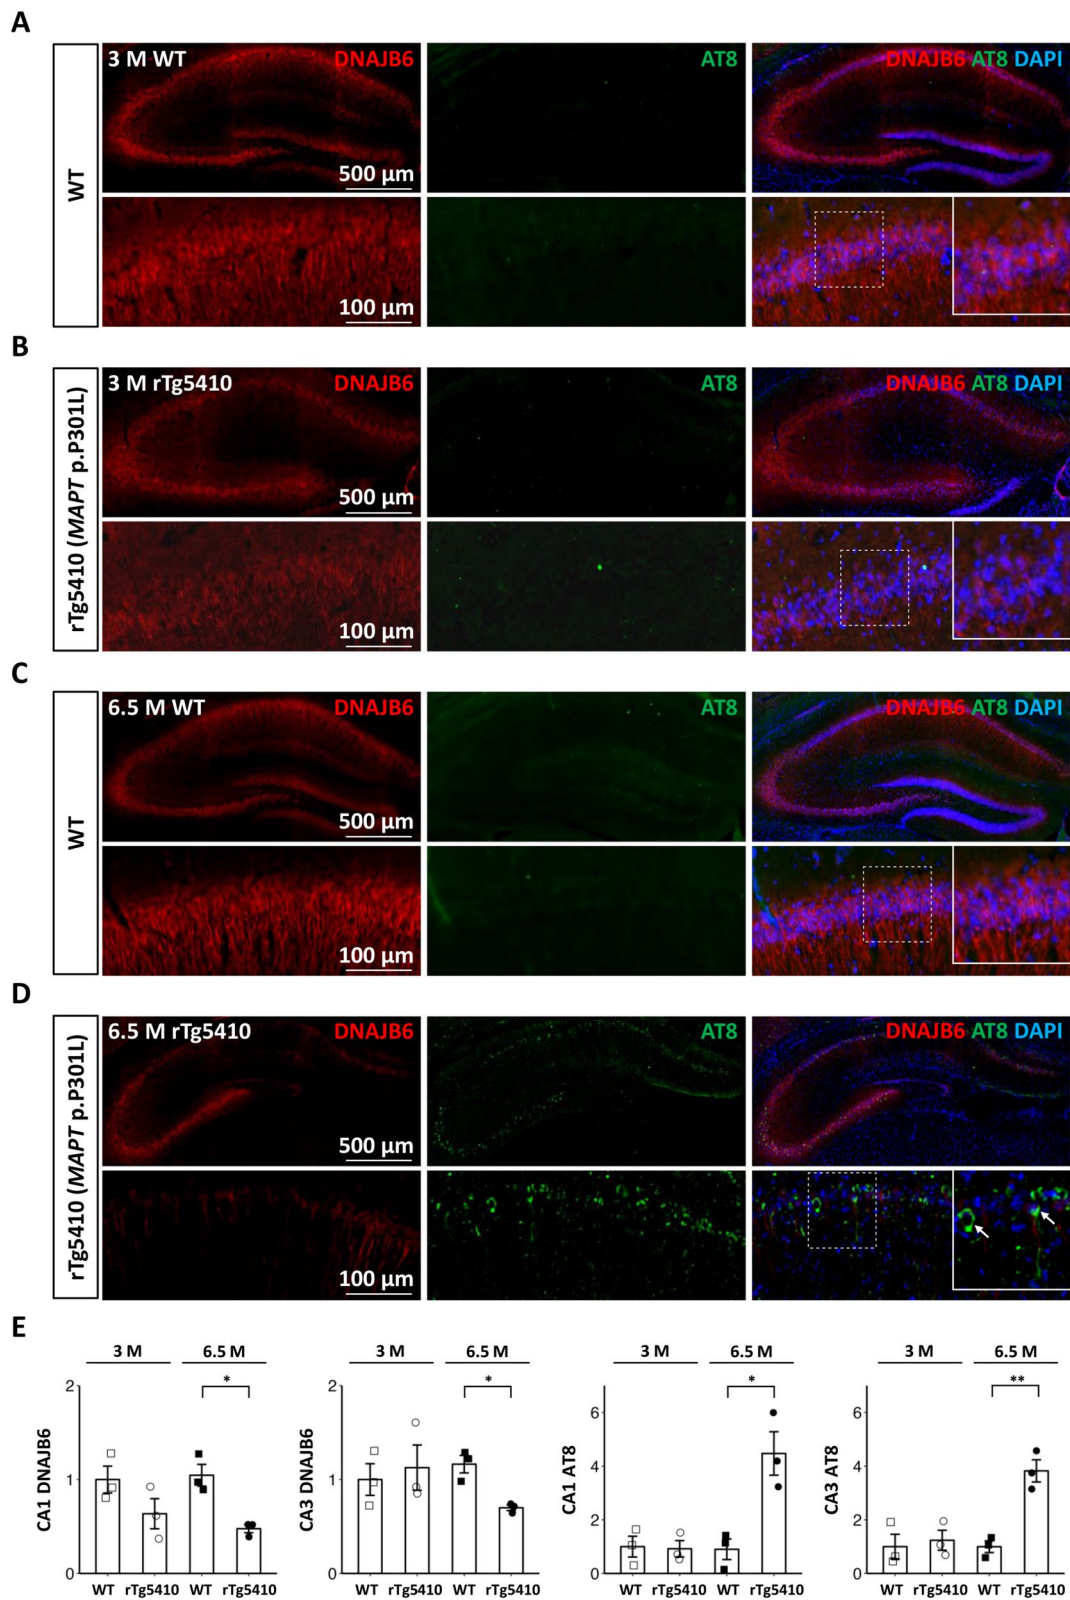 A
WT
3 M WT DNAJB6
500 µm
AT8
DNAJB6 AT8 DAPI
100 µm
B
rTg5410 (MAPT p.P301L)
3 M rTg5410 DNAJB6
500 µm
AT8
DNAJB6 AT8 DAPI
100 µm
C
WT
6.5 M WT DNAJB6
500 µm
AT8
DNAJB6 AT8 DAPI
100 µm
D
rTg5410 (MAPT p.P301L)
6.5 M rTg5410 DNAJB6
500 µm
AT8
DNAJB6 AT8 DAPI
100 µm
E
3 M 6.5 M
*
CA1 DNAJB6
2
1
0
WT rTg5410 WT rTg5410
3 M 6.5 M
*
CA3 DNAJB6
2
1
0
WT rTg5410 WT rTg5410
3 M 6.5 M
*
CA1 AT8
6
4
2
0
WT rTg5410 WT rTg5410
3 M 6.5 M
**
CA3 AT8
6
4
2
0
WT rTg5410 WT rTg5410